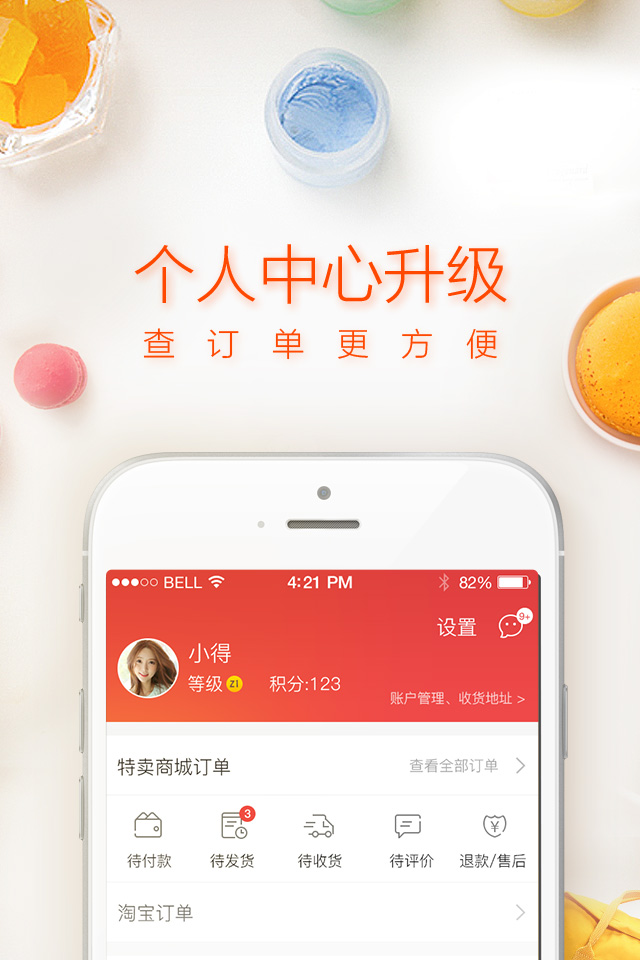 个人中心升级
查订单更方便
BELL 4:21 PM 82%
设置 9+
小得
等级 Z1 积分:123
账户管理、收货地址 >
特卖商城订单 查看全部订单 >
3
待付款 待发货 待收货 待评价 退款/售后
淘宝订单 >